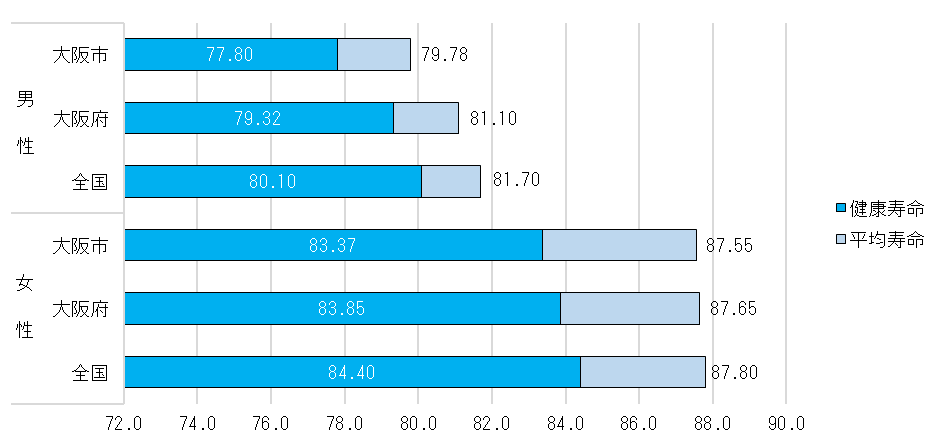 男性
大阪市 77.80 79.78
大阪府 79.32 81.10
全国 80.10 81.70
女性
大阪市 83.37 87.55
大阪府 83.85 87.65
全国 84.40 87.80
72.0 74.0 76.0 78.0 80.0 82.0 84.0 86.0 88.0 90.0
健康寿命
平均寿命